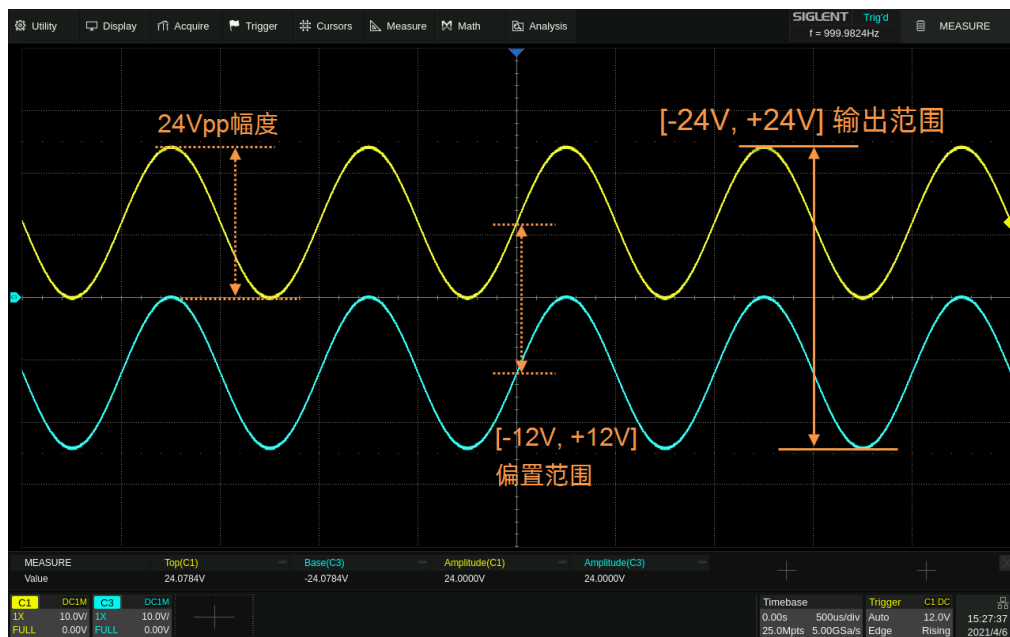 Utility Display Acquire Trigger Cursors Measure Math Analysis SIGLENT Trig'd MEASURE
f = 999.9824Hz
24Vpp幅度
[-24V, +24V] 输出范围
[-12V, +12V]
偏置范围
MEASURE Top(C1) Base(C3) Amplitude(C1) Amplitude(C3)
Value 24.0784V -24.0784V 24.0000V 24.0000V
C1 DC1M C3 DC1M Timebase Trigger C1 DC
1X 10.0V/ 1X 10.0V/ 0.00s 500us/div Auto 12.0V 15:27:37
FULL 0.00V FULL 0.00V 25.0Mpts 5.00GSa/s Edge Rising 2021/4/6